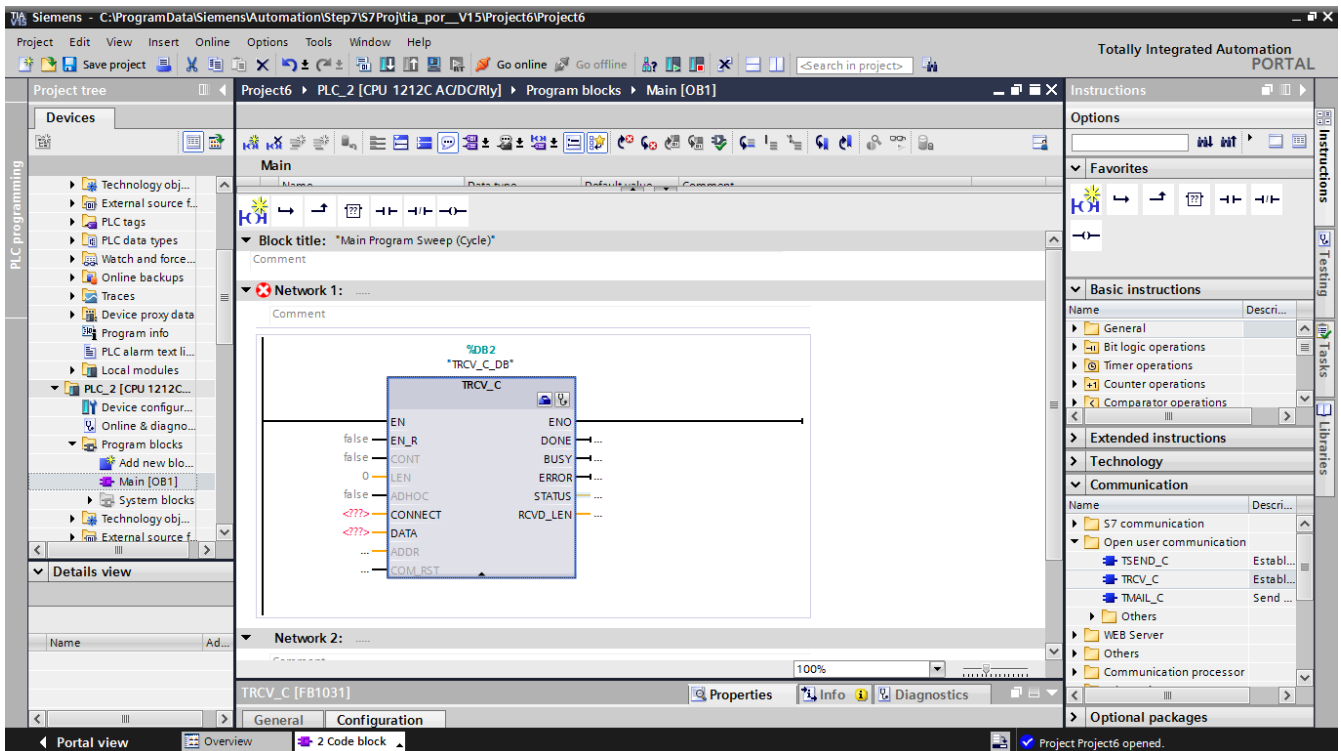 Siemens - C:\ProgramData\Siemens\Automation\Step7\S7Proj\tia_por__V15\Project6\Project6
Project Edit View Insert Online Options Tools Window Help
Totally Integrated Automation
PORTAL
Save project Go online Go offline <Search in project>
Project tree
Project6 PLC_2 [CPU 1212C AC/DC/Rly] Program blocks Main [OB1]
Instructions
Devices
Options
PLC programming
Main
Name Data type Default value Comment
Favorites
Technology obj...
External source f...
PLC tags
PLC data types
Watch and force...
Online backups
Traces
Device proxy data
Program info
PLC alarm text li...
Local modules
PLC_2 [CPU 1212C...
Device configur...
Online & diagno...
Program blocks
Add new blo...
Main [OB1]
System blocks
Technology obj...
External source f...
Details view
Name Ad...
Block title: "Main Program Sweep (Cycle)"
Comment
Network 1: .....
Comment
%DB2
"TRCV_C_DB"
TRCV_C
EN ENO
false EN_R DONE ...
false CONT BUSY ...
0 LEN ERROR ...
false ADHOC STATUS ...
<???> CONNECT RCVD_LEN ...
<???> DATA
... ADDR
... COM_RST
Network 2: .....
Comment
100%
TRCV_C [FB1031]
Properties Info Diagnostics
General Configuration
Basic instructions
Name Descri...
General
Bit logic operations
Timer operations
Counter operations
Comparator operations
Extended instructions
Technology
Communication
Name Descri...
S7 communication
Open user communication
TSEND_C Establ...
TRCV_C Establ...
TMAIL_C Send ...
Others
WEB Server
Others
Communication processor
Optional packages
Instructions
Testing
Tasks
Libraries
Portal view Overview 2 Code block
Project Project6 opened.